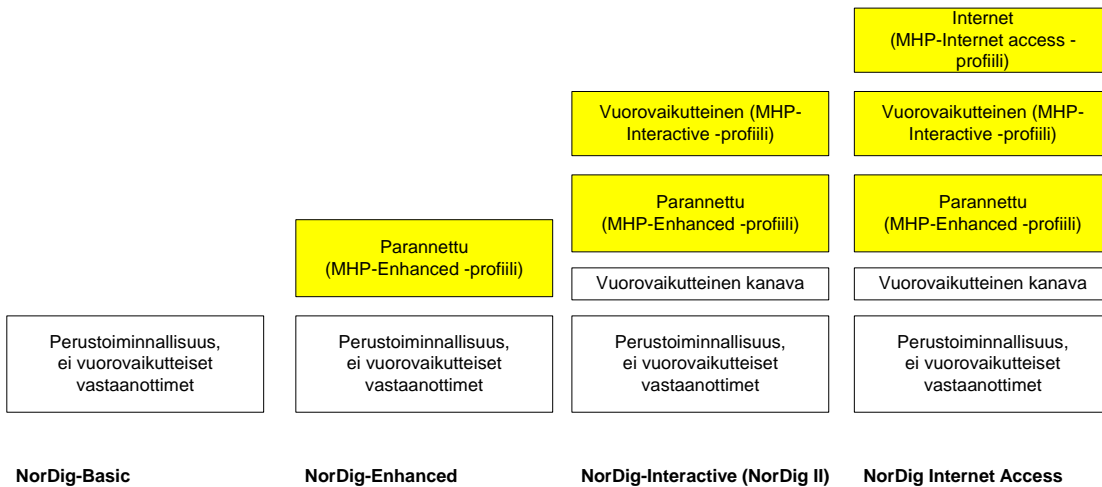 Internet
(MHP-Internet access -
profiili)
Vuorovaikutteinen (MHP-
Interactive -profiili)
Vuorovaikutteinen (MHP-
Interactive -profiili)
Parannettu
(MHP-Enhanced -profiili)
Parannettu
(MHP-Enhanced -profiili)
Parannettu
(MHP-Enhanced -profiili)
Vuorovaikutteinen kanava
Vuorovaikutteinen kanava
Perustoiminnallisuus,
ei vuorovaikutteiset
vastaanottimet
Perustoiminnallisuus,
ei vuorovaikutteiset
vastaanottimet
Perustoiminnallisuus,
ei vuorovaikutteiset
vastaanottimet
Perustoiminnallisuus,
ei vuorovaikutteiset
vastaanottimet
NorDig-Basic
NorDig-Enhanced
NorDig-Interactive (NorDig II)
NorDig Internet Access